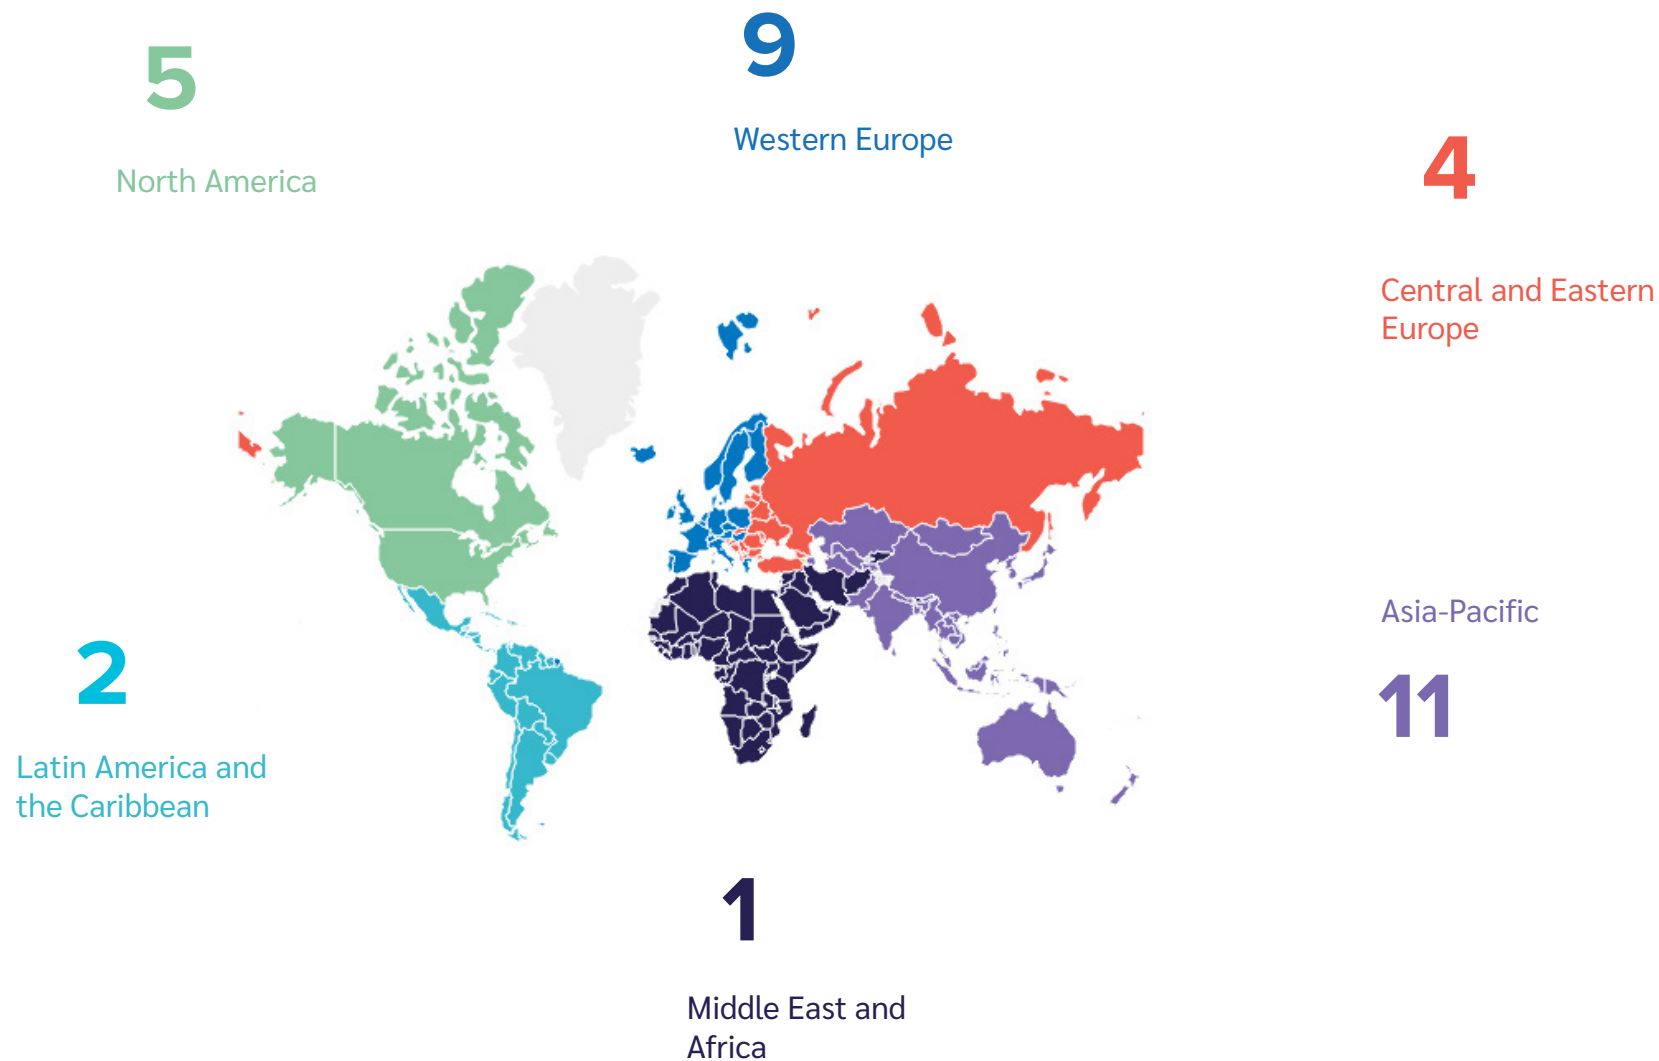 5
North America
9
Western Europe
4
Central and Eastern
Europe
Asia-Pacific
11
2
Latin America and
the Caribbean
1
Middle East and
Africa